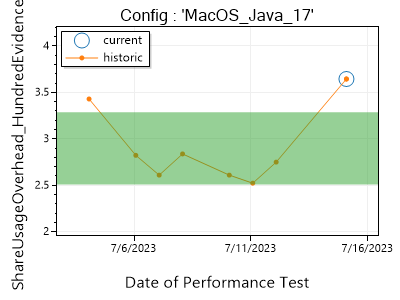 Config : 'MacOS_Java_17'
current
historic
ShareUsageOverhead_HundredEvidence
4
3.5
3
2.5
2
7/6/2023
7/11/2023
7/16/2023
Date of Performance Test